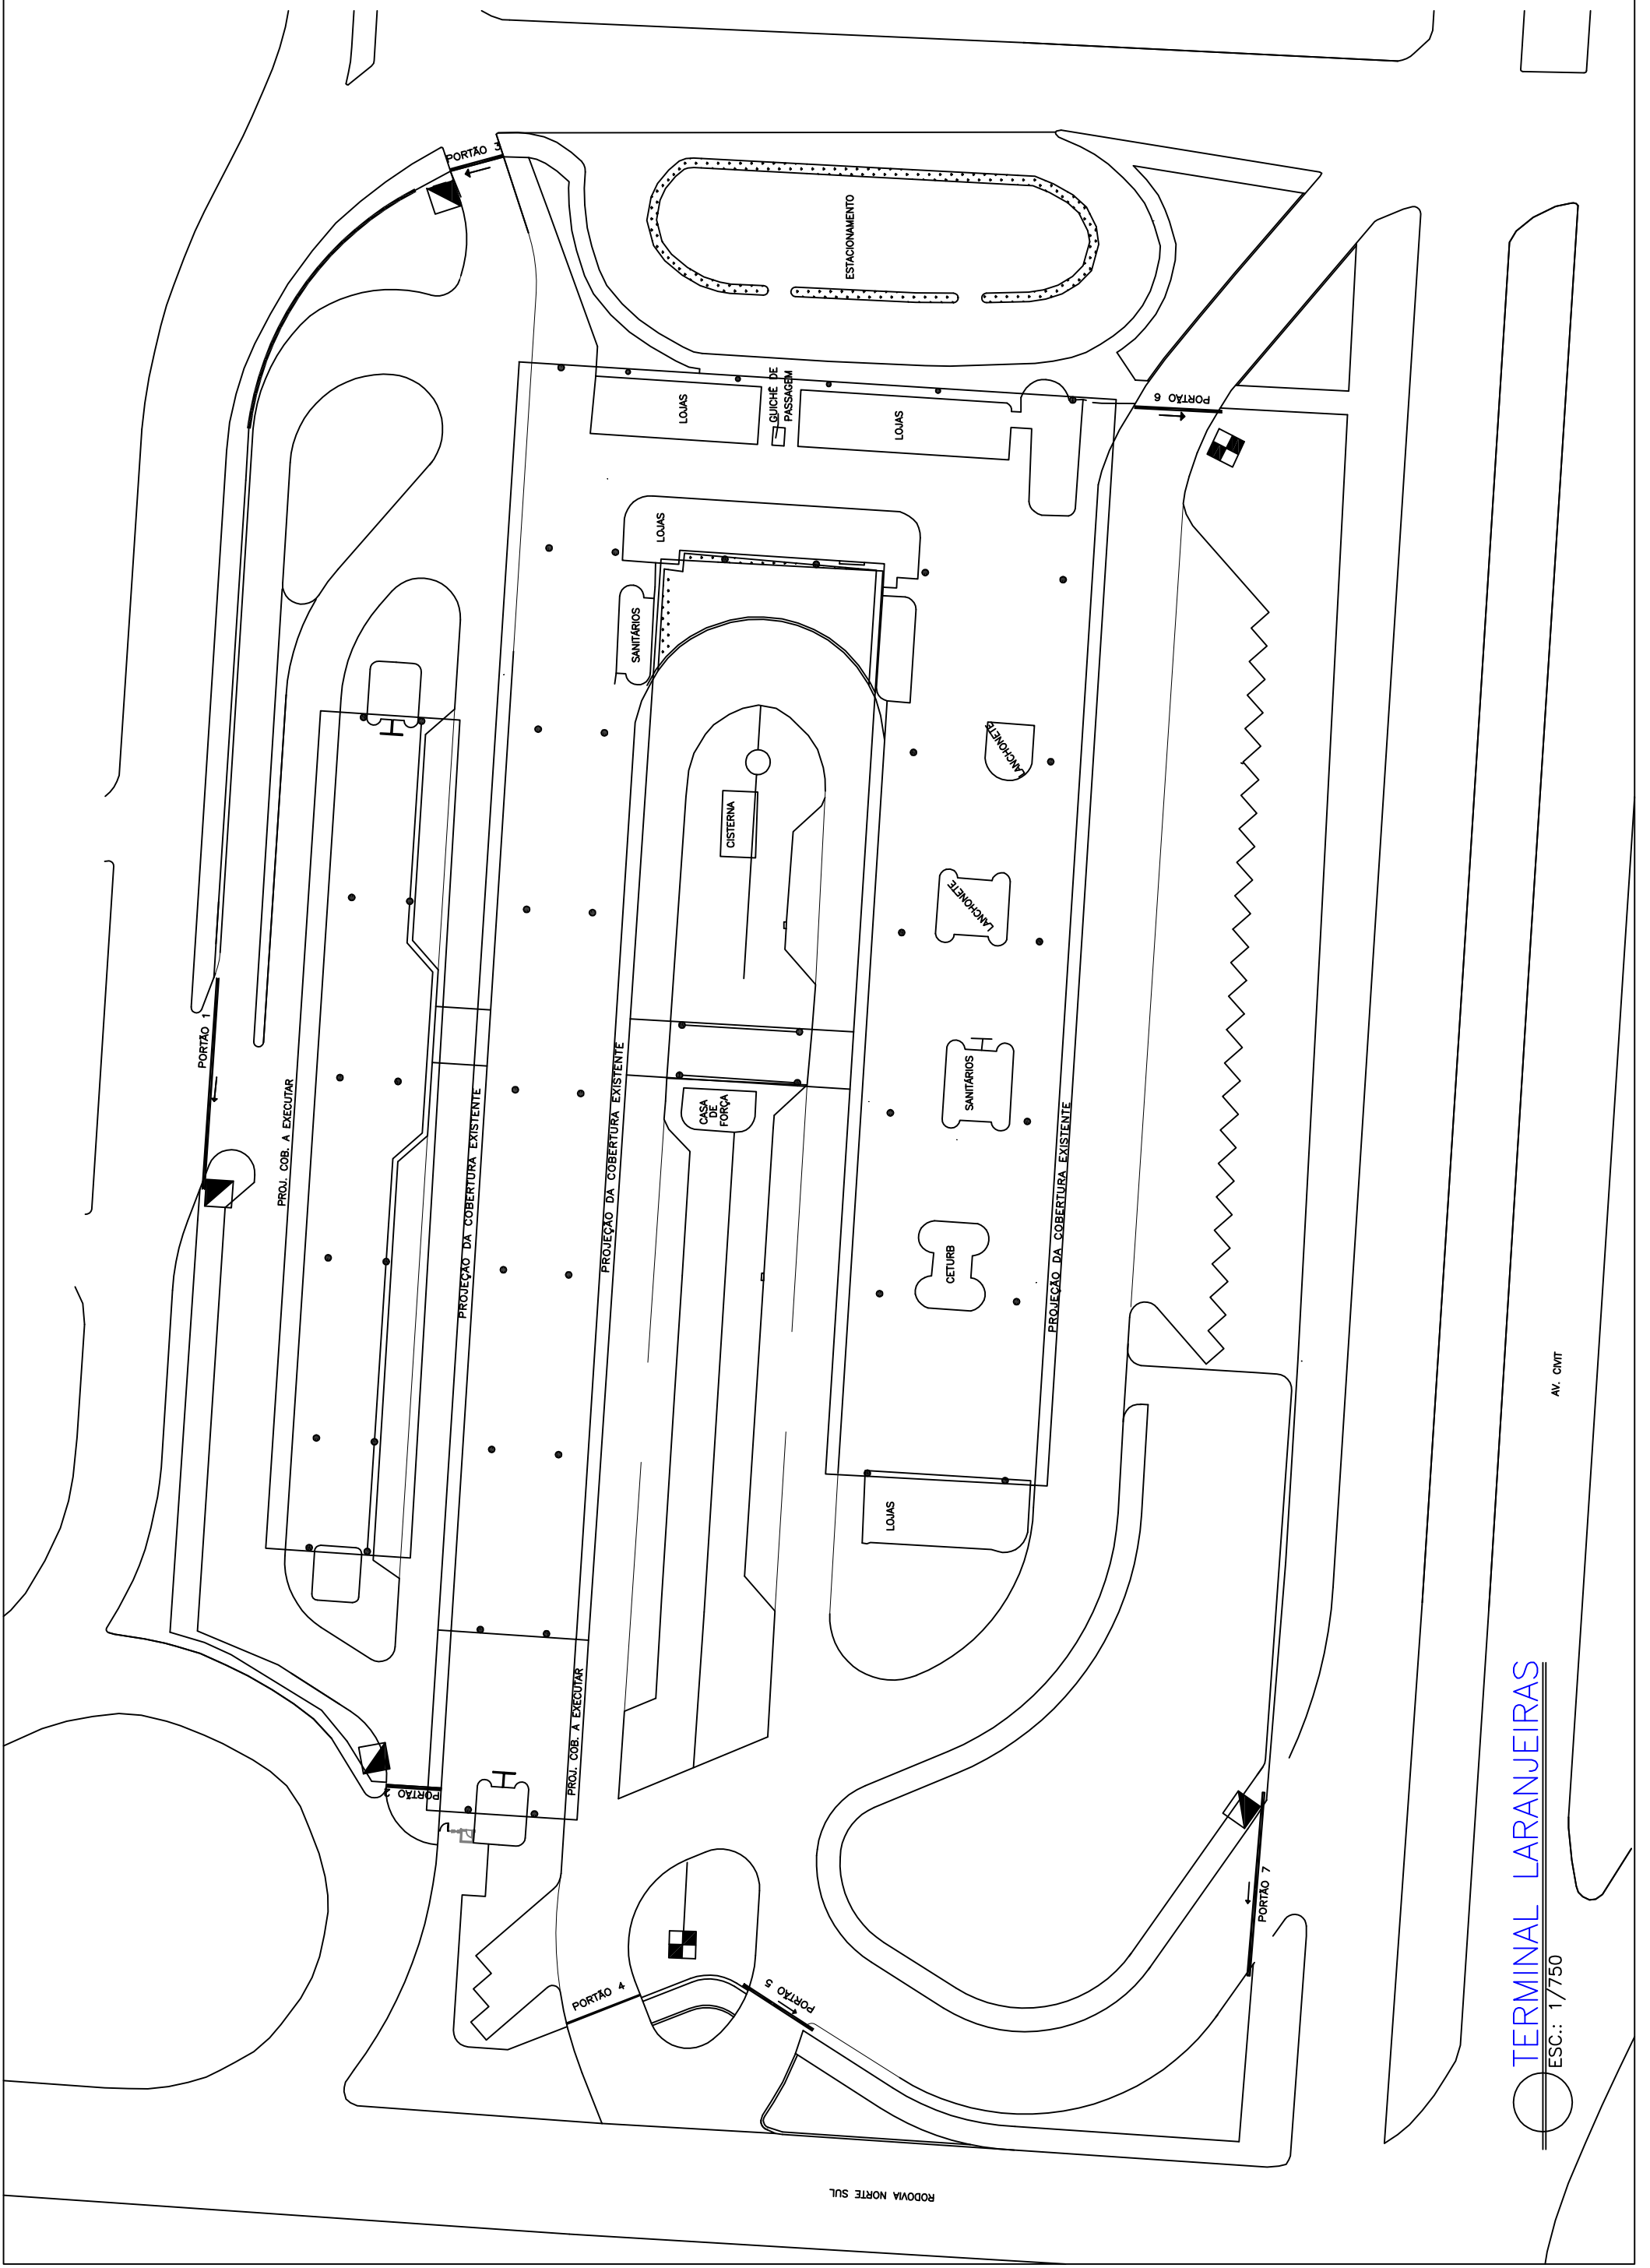 PORTÃO 3
ESTACIONAMENTO
LOJAS
GUICHÊ DE
PASSAGEM
LOJAS
PORTÃO 6
LOJAS
SANITÁRIOS
LANCHONETE
CISTERNA
LANCHONETE
PORTÃO 1
PROJ. COB. A EXECUTAR
PROJEÇÃO DA COBERTURA EXISTENTE
PROJEÇÃO DA COBERTURA EXISTENTE
CASA
DE
FORÇA
SANITÁRIOS
PROJEÇÃO DA COBERTURA EXISTENTE
CETURB
AV. CIVIT
LOJAS
PROJ. COB. A EXECUTAR
PORTÃO 2
PORTÃO 7
PORTÃO 4
PORTÃO 5
RODOVIA NORTE SUL
TERMINAL LARANJEIRAS
ESC.: 1/750